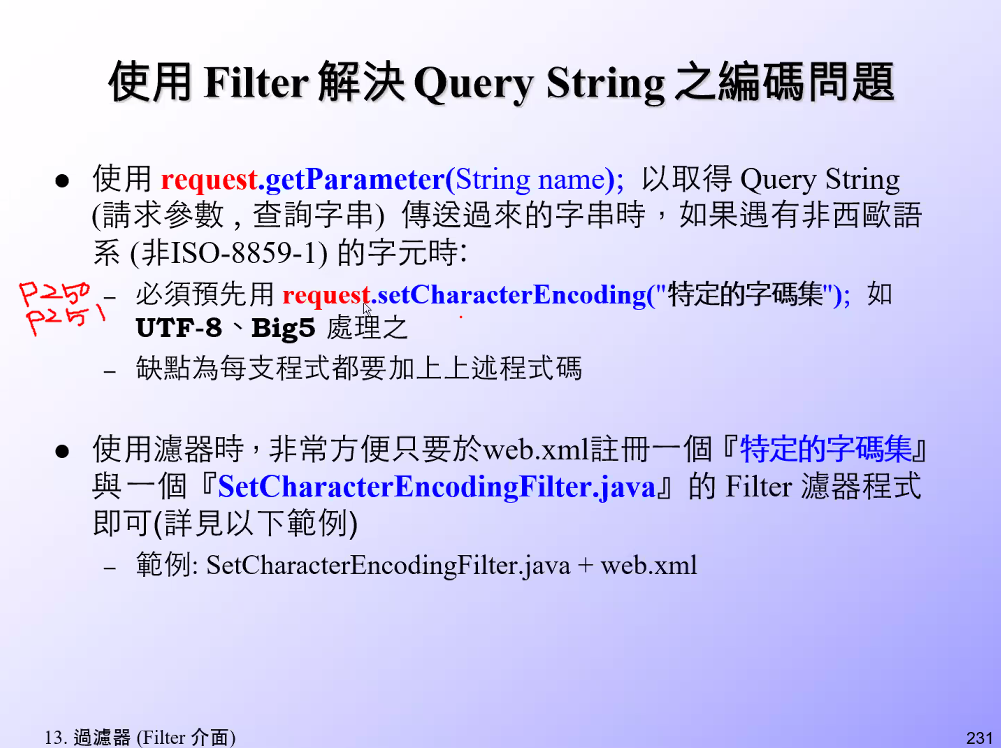 使用 Filter 解決 Query String 之編碼問題
● 使用 request.getParameter(String name); 以取得 Query String
(請求參數 , 查詢字串) 傳送過來的字串時，如果遇有非西歐語
系 (非ISO-8859-1) 的字元時:
P250
– 必須預先用 request.setCharacterEncoding("特定的字碼集"); 如
P251
UTF-8、Big5 處理之
– 缺點為每支程式都要加上上述程式碼
● 使用濾器時，非常方便只要於web.xml註冊一個『特定的字碼集』
與一個『SetCharacterEncodingFilter.java』的 Filter 濾器程式
即可(詳見以下範例)
– 範例: SetCharacterEncodingFilter.java + web.xml
13. 過濾器 (Filter 介面)
231